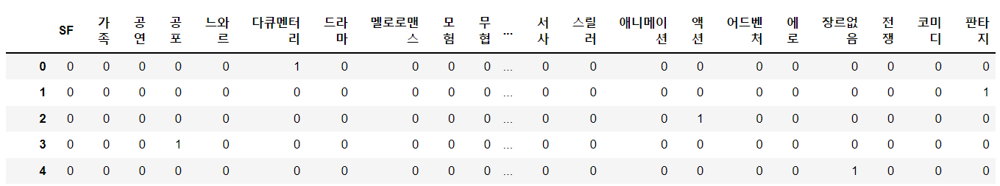 SF 가족 공연 공포 느와르 다큐멘터리 드라마 멜로로맨스 모험 무협 ... 서사 스릴러 애니메이션 액션 어드벤처 에로 장르없음 전쟁 코미디 판타지
0 0 0 0 0 0 1 0 0 0 0 ... 0 0 0 0 0 0 0 0 0 0
1 0 0 0 0 0 0 0 0 0 0 ... 0 0 0 0 0 0 0 0 0 1
2 0 0 0 0 0 0 0 0 0 0 ... 0 0 0 1 0 0 0 0 0 0
3 0 0 0 1 0 0 0 0 0 0 ... 0 0 0 0 0 0 0 0 0 0
4 0 0 0 0 0 0 0 0 0 0 ... 0 0 0 0 0 0 1 0 0 0